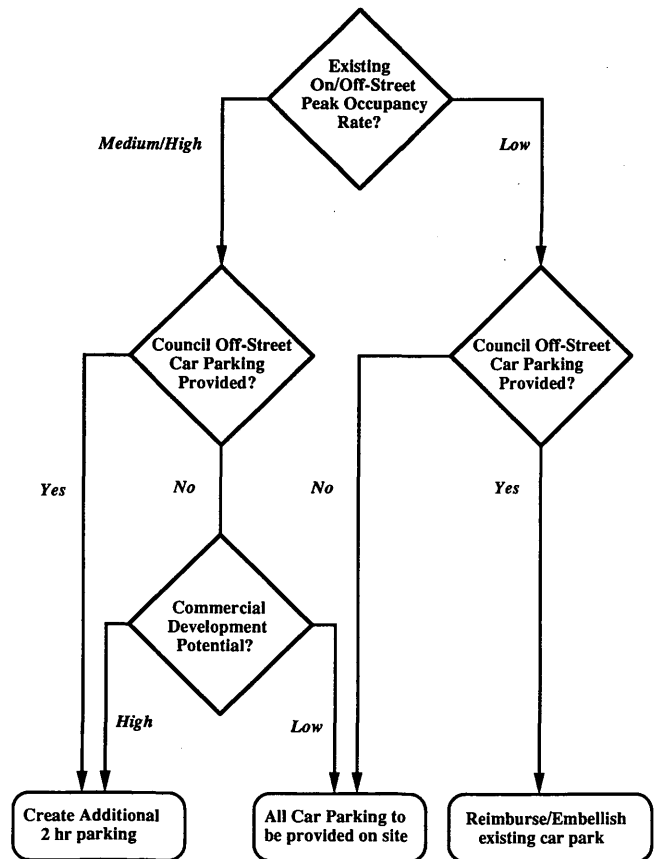 Existing
On/Off-Street
Peak Occupancy
Rate?
Medium/High
Low
Council Off-Street
Car Parking
Provided?
Council Off-Street
Car Parking
Provided?
Yes
No
No
Yes
Commercial
Development
Potential?
High
Low
Create Additional
2 hr parking
All Car Parking to
be provided on site
Reimburse/Embellish
existing car park